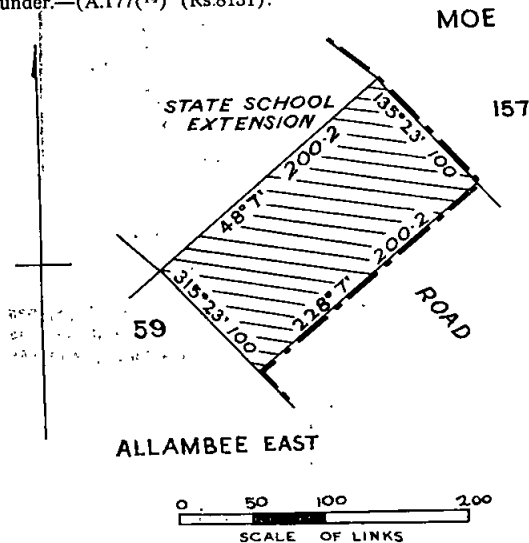 under.—(A.177(¹⁴) (Rs.8131).
MOE
STATE SCHOOL
EXTENSION
157
135°23' 100
48°7' 200·2
228°7' 200·2
315°23' 100
ROAD
59
ALLAMBEE EAST
0 50 100 200
SCALE OF LINKS